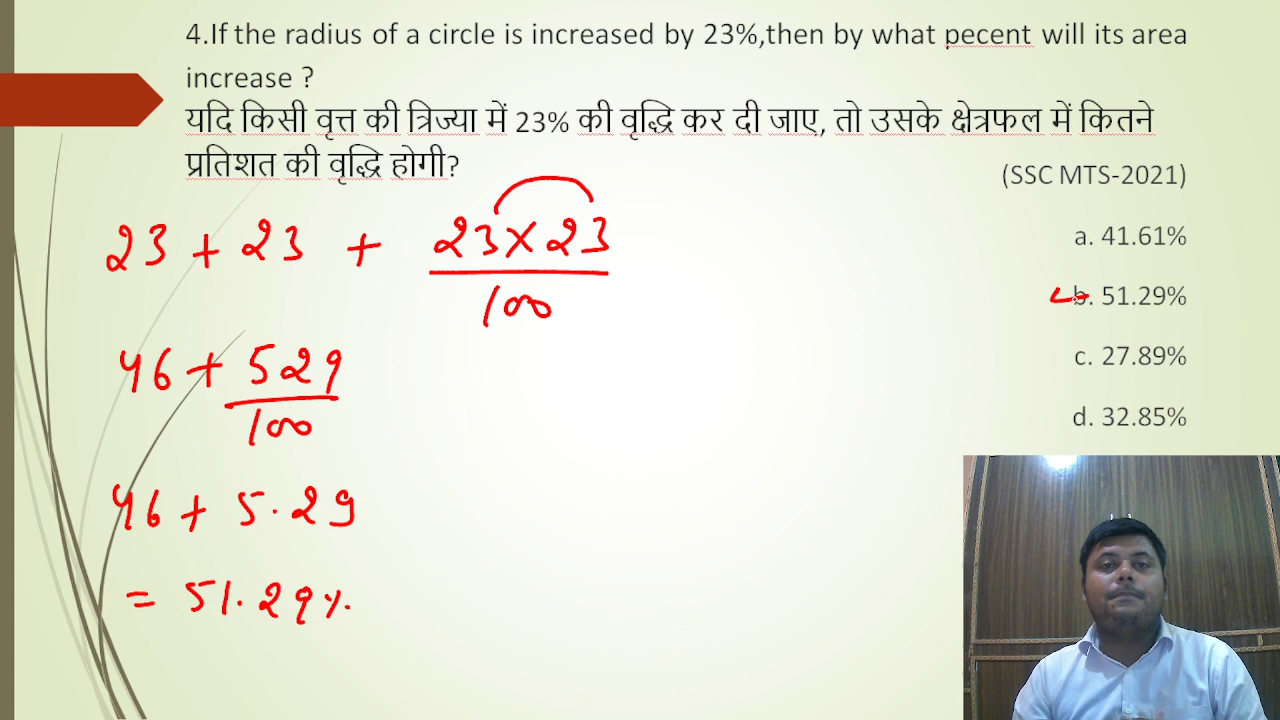 4.If the radius of a circle is increased by 23%,then by what pecent will its area
increase ?
यदि किसी वृत्त की त्रिज्या में 23% की वृद्धि कर दी जाए, तो उसके क्षेत्रफल में कितने
प्रतिशत की वृद्धि होगी?
(SSC MTS-2021)
a. 41.61%
b. 51.29%
c. 27.89%
d. 32.85%
23 + 23 + 23 × 23
100
46 + 529
100
46 + 5.29
= 51.29%